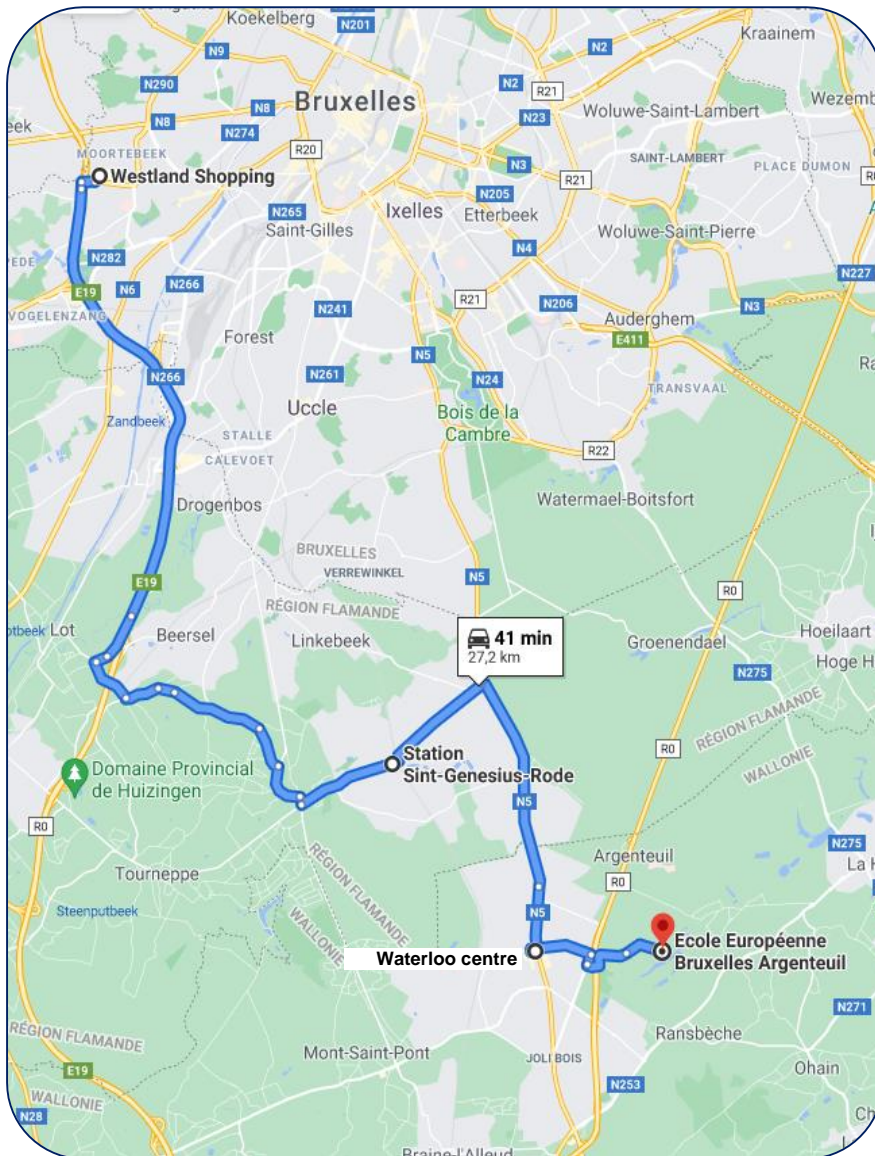 Koekelberg
N201
Kraainem
N9
N2
N290
N2
R21
Bruxelles
N8
N8
Woluwe-Saint-Lambert
N23
N274
R20
MOORTEBEEK
N3
SAINT-LAMBERT
PLACE DUMON
Westland Shopping
R21
N205
N265
Ixelles
Etterbeek
Saint-Gilles
Woluwe-Saint-Pierre
N4
N282
N266
N227
E19
N6
R21
N206
N3
VOGELENZANG
N241
Auderghem
Forest
E411
N5
N266
N261
N24
TRANSVAAL
Uccle
Bois de la
Cambre
Zandbeek
STALLE
R22
CALEVOET
Drogenbos
Watermael-Boitsfort
BRUXELLES
VERREWINKEL
N5
E19
R0
RÉGION FLAMANDE
Lot
Beersel
Linkebeek
41 min
27,2 km
Groenendael
Hoeilaart
Hoge H
N275
RÉGION FLAMANDE
WALLONIE
R0
Station
Sint-Genesius-Rode
Domaine Provincial
de Huizingen
N5
R0
N275
Argenteuil
Tourneppe
R0
La H
RÉGION FLAMANDE
WALLONIE
Steenputbeek
N5
Waterloo centre
Ecole Européenne
Bruxelles Argenteuil
N271
RÉGION FLAMANDE
Ransbèche
Mont-Saint-Pont
JOLI BOIS
Ohain
E19
N253
WALLONIE
N28
Braine-l'Alleud